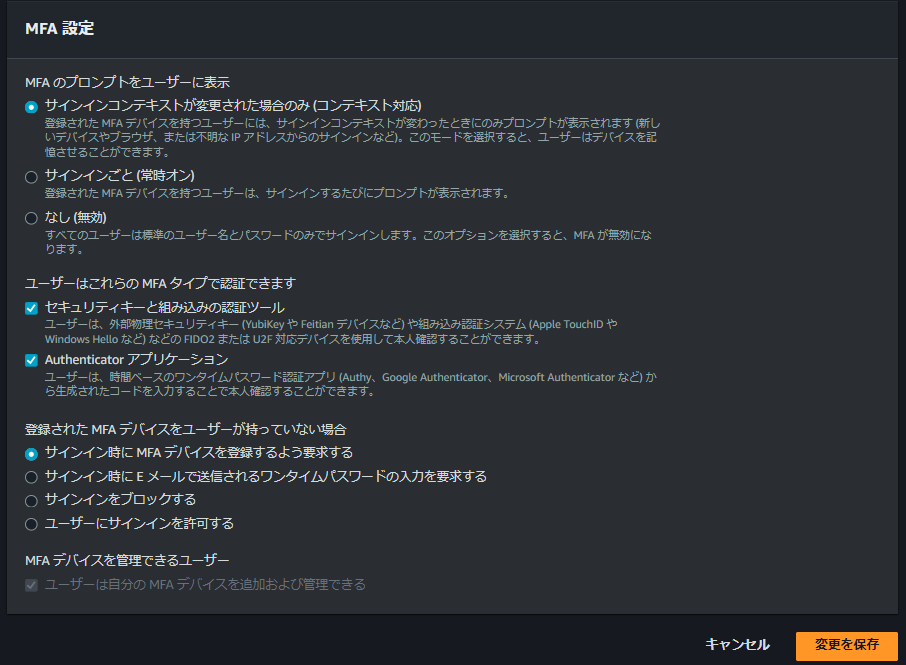 MFA 設定
MFA のプロンプトをユーザーに表示
サインインコンテキストが変更された場合のみ (コンテキスト対応)
登録された MFA デバイスを持つユーザーには、サインインコンテキストが変わったときにのみプロンプトが表示されます (新し
いデバイスやブラウザ、または不明な IP アドレスからのサインインなど)。このモードを選択すると、ユーザーはデバイスを記
憶させることができます。
サインインごと (常時オン)
登録された MFA デバイスを持つユーザーは、サインインするたびにプロンプトが表示されます。
なし (無効)
すべてのユーザーは標準のユーザー名とパスワードのみでサインインします。このオプションを選択すると、MFA が無効にな
ります。
ユーザーはこれらの MFA タイプで認証できます
セキュリティキーと組み込みの認証ツール
ユーザーは、外部物理セキュリティキー (YubiKey や Feitian デバイスなど) や組み込み認証システム (Apple TouchID や
Windows Hello など) などの FIDO2 または U2F 対応デバイスを使用して本人確認することができます。
Authenticator アプリケーション
ユーザーは、時間ベースのワンタイムパスワード認証アプリ (Authy、Google Authenticator、Microsoft Authenticator など) か
ら生成されたコードを入力することで本人確認することができます。
登録された MFA デバイスをユーザーが持っていない場合
サインイン時に MFA デバイスを登録するよう要求する
サインイン時に E メールで送信されるワンタイムパスワードの入力を要求する
サインインをブロックする
ユーザーにサインインを許可する
MFA デバイスを管理できるユーザー
ユーザーは自分の MFA デバイスを追加および管理できる
キャンセル
変更を保存